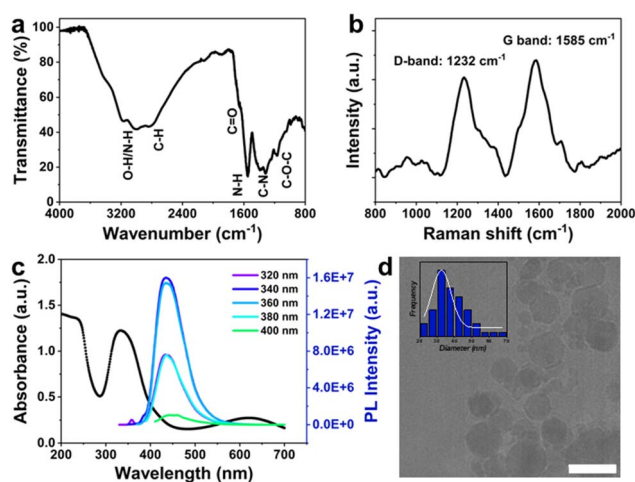 a
Transmittance (%)
100
80
60
40
20
0
O-H/N-H
C-H
C=O
N-H
C-N
C-O-C
4000
3200
2400
1600
800
Wavenumber (cm-1)
b
Intensity (a.u.)
D-band: 1232 cm-1
G band: 1585 cm-1
800
1000
1200
1400
1600
1800
2000
Raman shift (cm-1)
c
Absorbance (a.u.)
2.0
1.5
1.0
0.5
0.0
320 nm
340 nm
360 nm
380 nm
400 nm
1.6E+7
1.2E+7
8.0E+6
4.0E+6
0.0E+0
PL Intensity (a.u.)
200
300
400
500
600
700
Wavelength (nm)
d
Frequency
Diameter (nm)